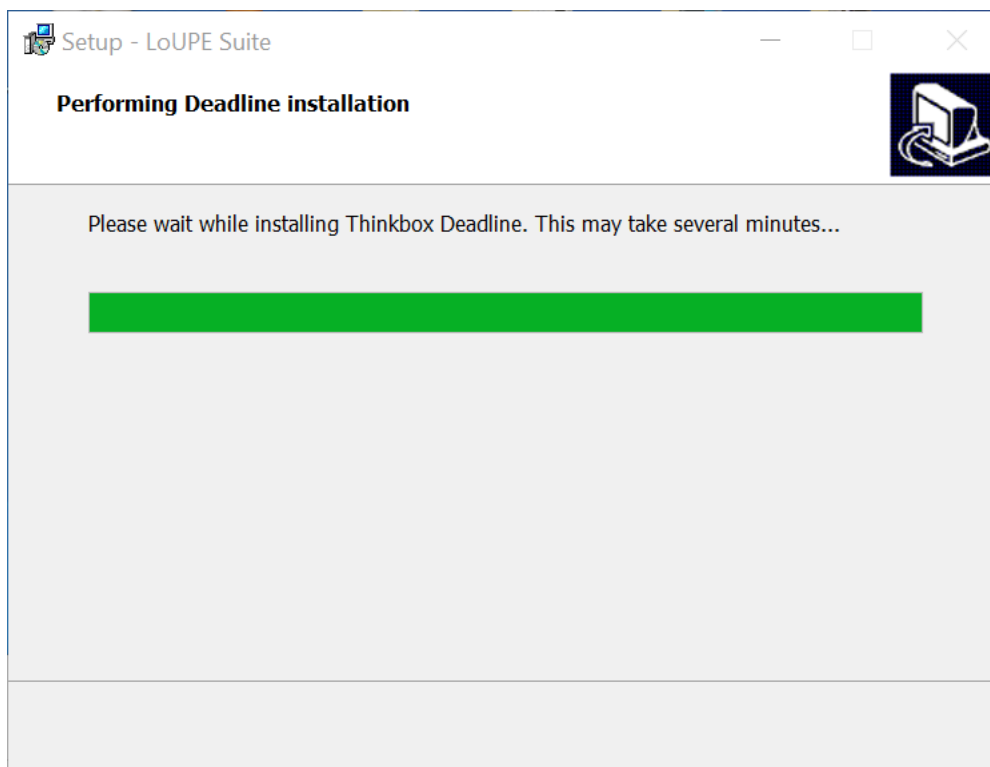 Setup - LoUPE Suite
Performing Deadline installation
Please wait while installing Thinkbox Deadline. This may take several minutes...